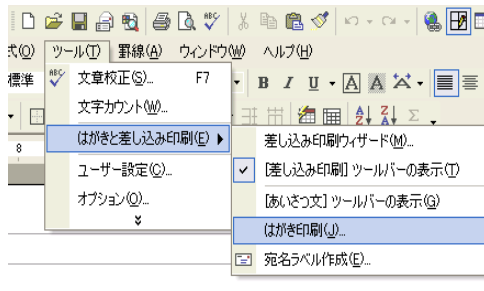 式(O) ツール(T) 罫線(A) ウィンドウ(W) ヘルプ(H)
標準
文章校正(S)... F7
B I U A A
文字カウント(W)...
はがきと差し込み印刷(E)
8
差し込み印刷ウィザード(M)...
ユーザー設定(C)...
[差し込み印刷] ツールバーの表示(T)
オプション(O)...
[あいさつ文] ツールバーの表示(G)
はがき印刷(J)...
宛名ラベル作成(E)...